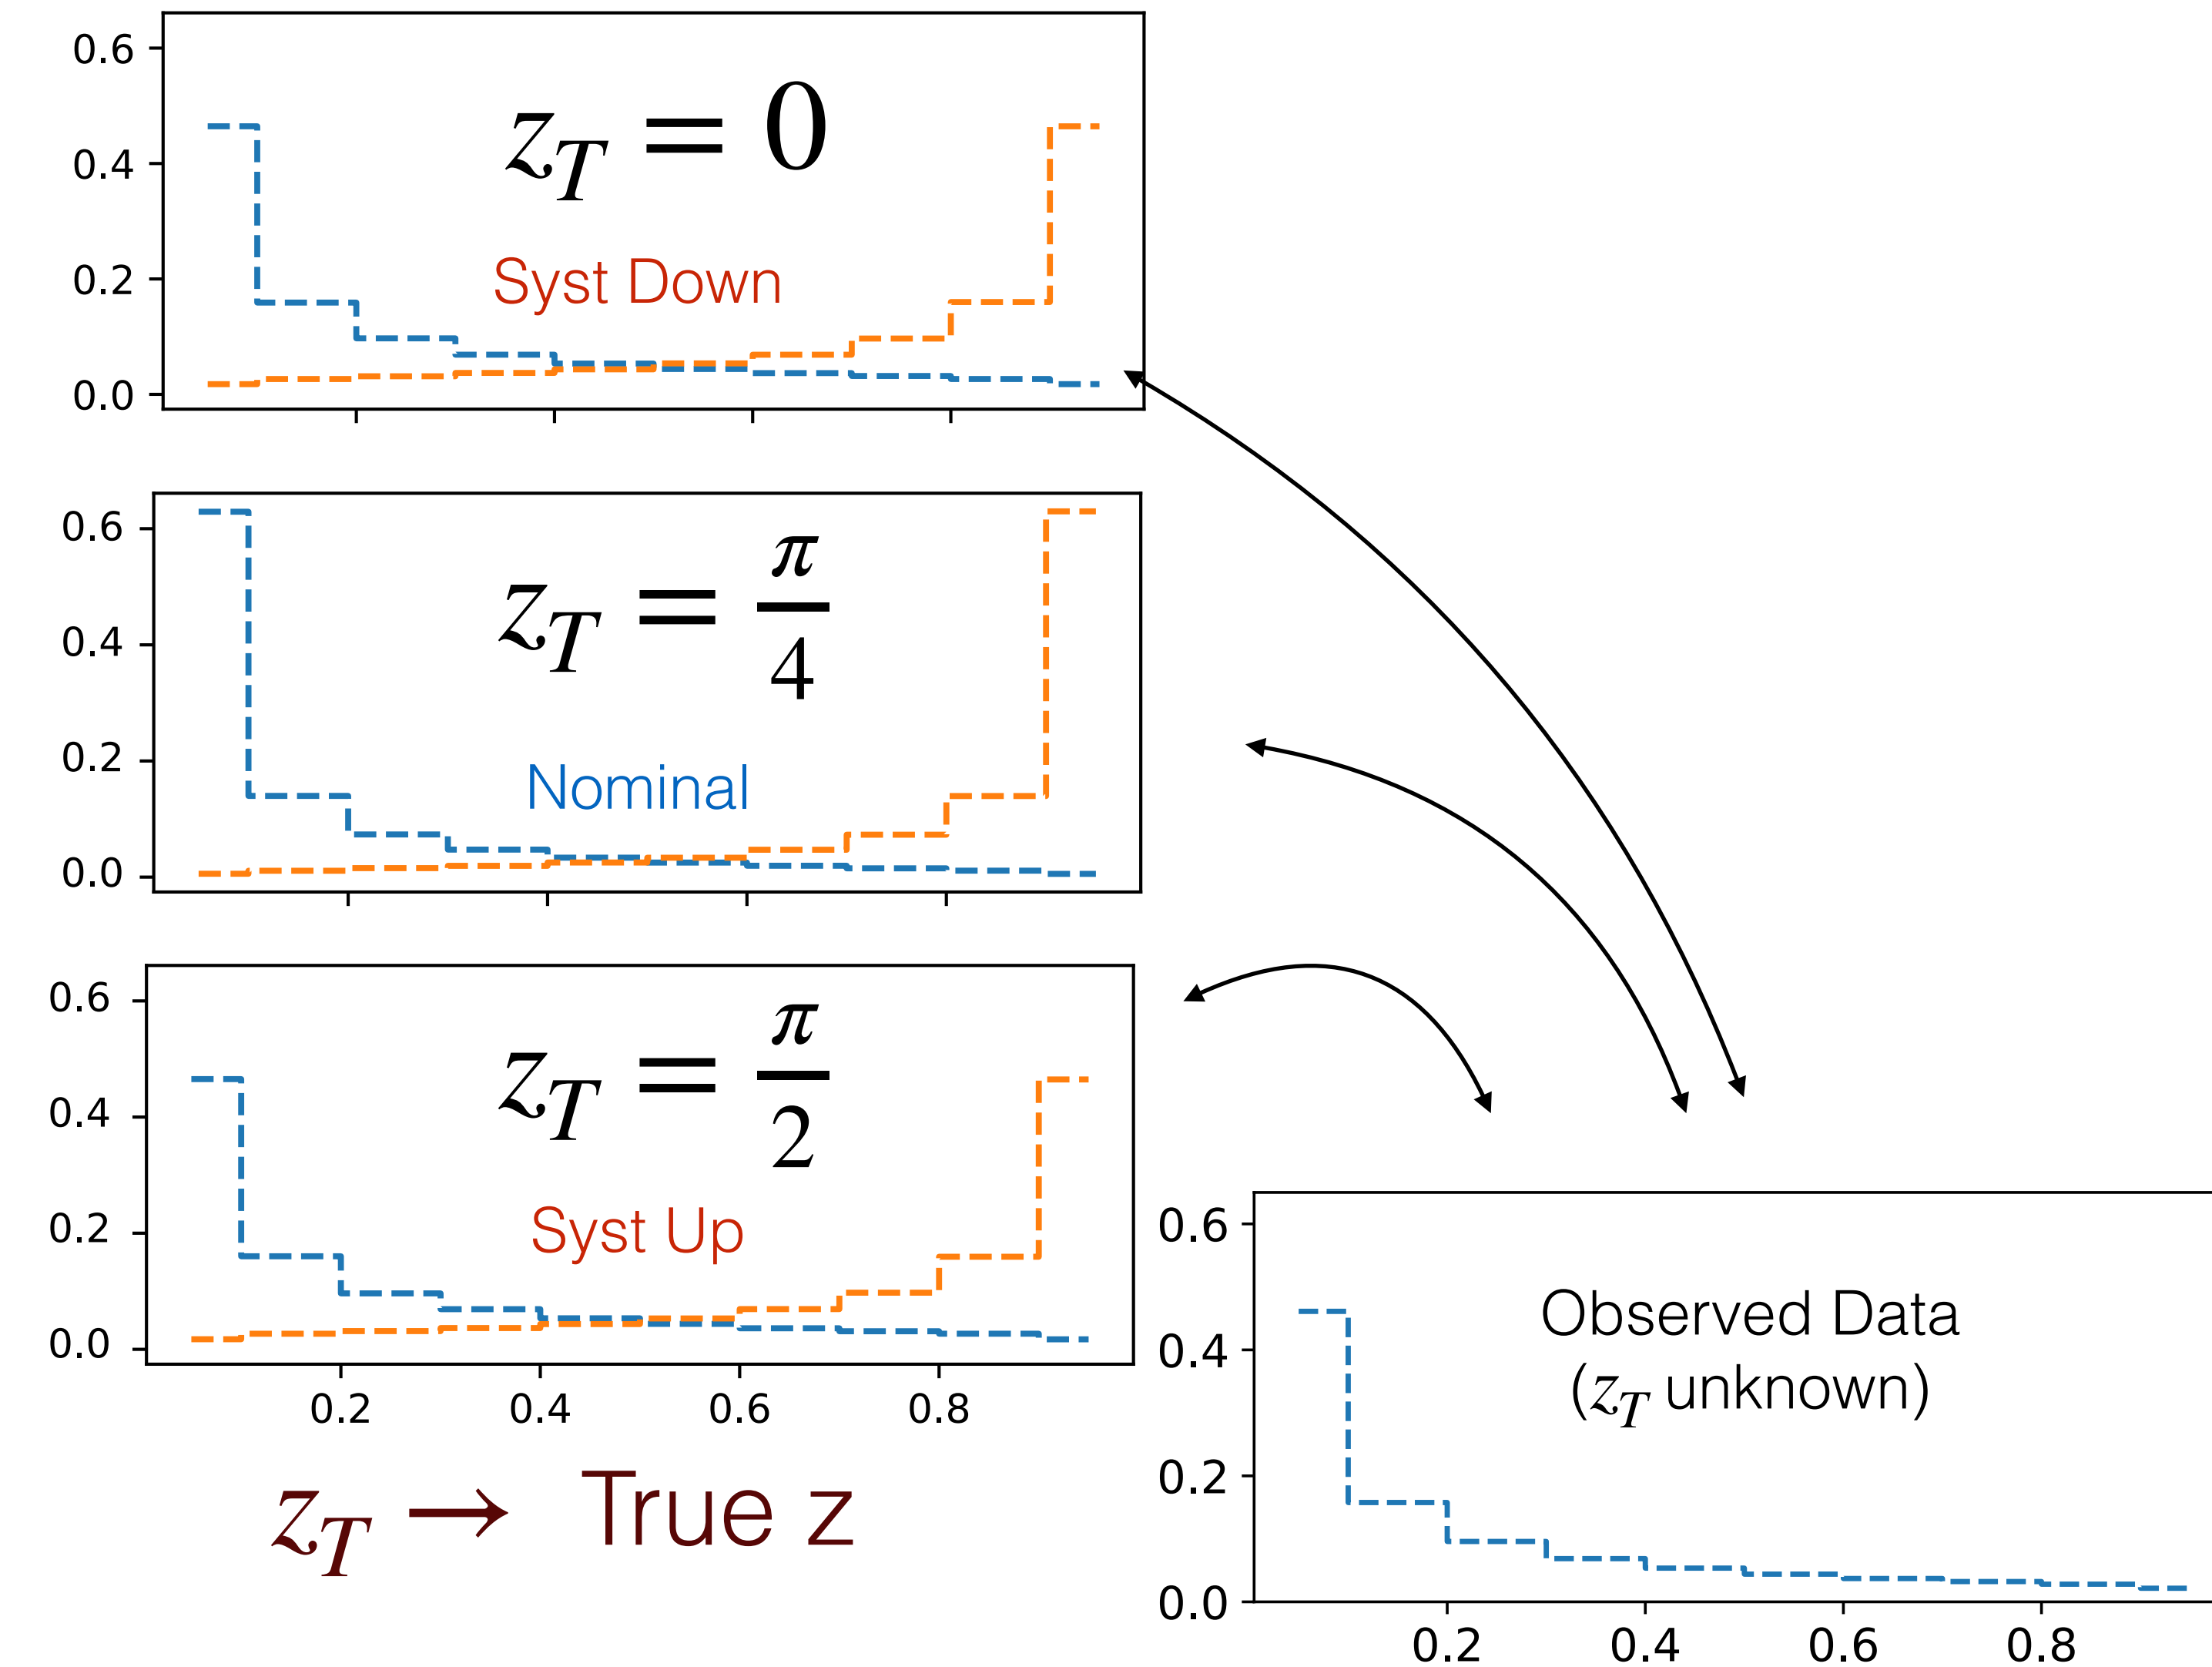 0.6
0.4
0.2
0.0
z_T = 0
Syst Down
0.6
0.4
0.2
0.0
z_T = π/4
Nominal
0.6
0.4
0.2
0.0
z_T = π/2
Syst Up
0.2 0.4 0.6 0.8
z_T → True z
0.6
0.4
0.2
0.0
Observed Data
(z_T unknown)
0.2 0.4 0.6 0.8